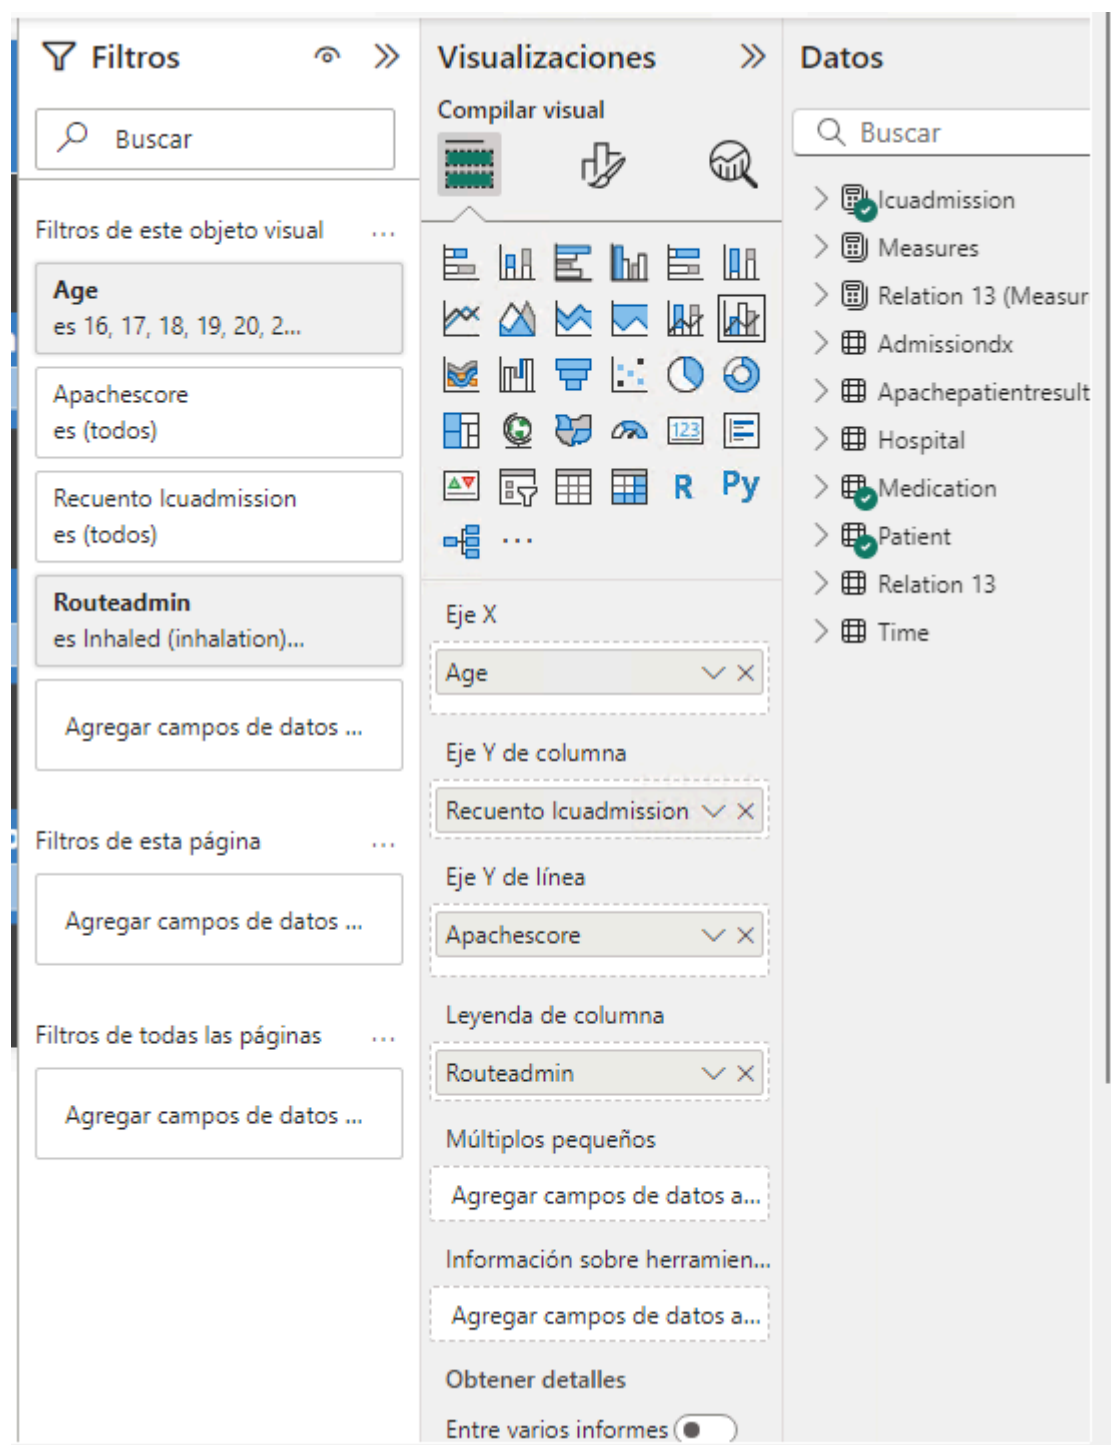 Filtros
Buscar
Filtros de este objeto visual ...
Age
es 16, 17, 18, 19, 20, 2...
Apachescore
es (todos)
Recuento Icuadmission
es (todos)
Routeadmin
es Inhaled (inhalation)...
Agregar campos de datos ...
Filtros de esta página ...
Agregar campos de datos ...
Filtros de todas las páginas ...
Agregar campos de datos ...
Visualizaciones
Compilar visual
123
R Py
...
Eje X
Age
Eje Y de columna
Recuento Icuadmission
Eje Y de línea
Apachescore
Leyenda de columna
Routeadmin
Múltiplos pequeños
Agregar campos de datos a...
Información sobre herramien...
Agregar campos de datos a...
Obtener detalles
Entre varios informes
Datos
Buscar
Icuadmission
Measures
Relation 13 (Measur
Admissiondx
Apachepatientresult
Hospital
Medication
Patient
Relation 13
Time